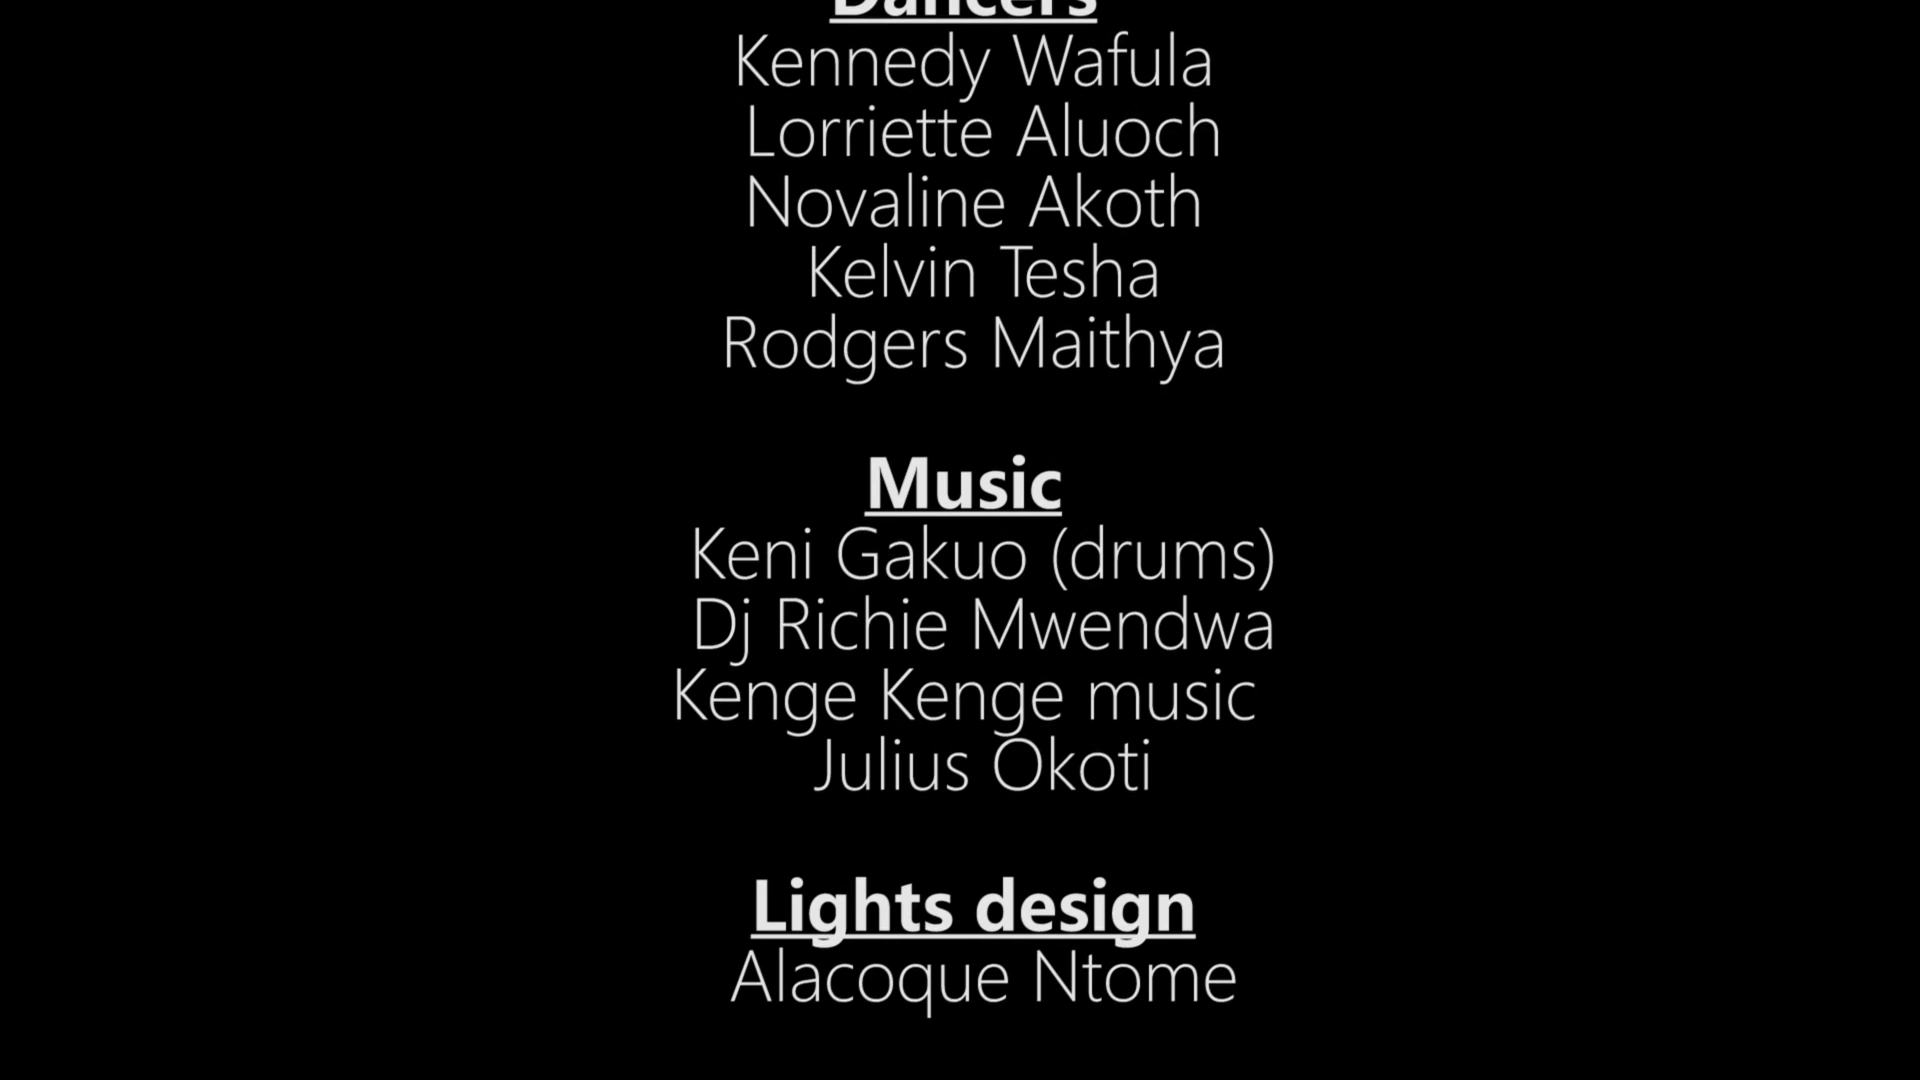 Dancers
Kennedy Wafula
Lorriette Aluoch
Novaline Akoth
Kelvin Tesha
Rodgers Maithya
Music
Keni Gakuo (drums)
Dj Richie Mwendwa
Kenge Kenge music
Julius Okoti
Lights design
Alacoque Ntome